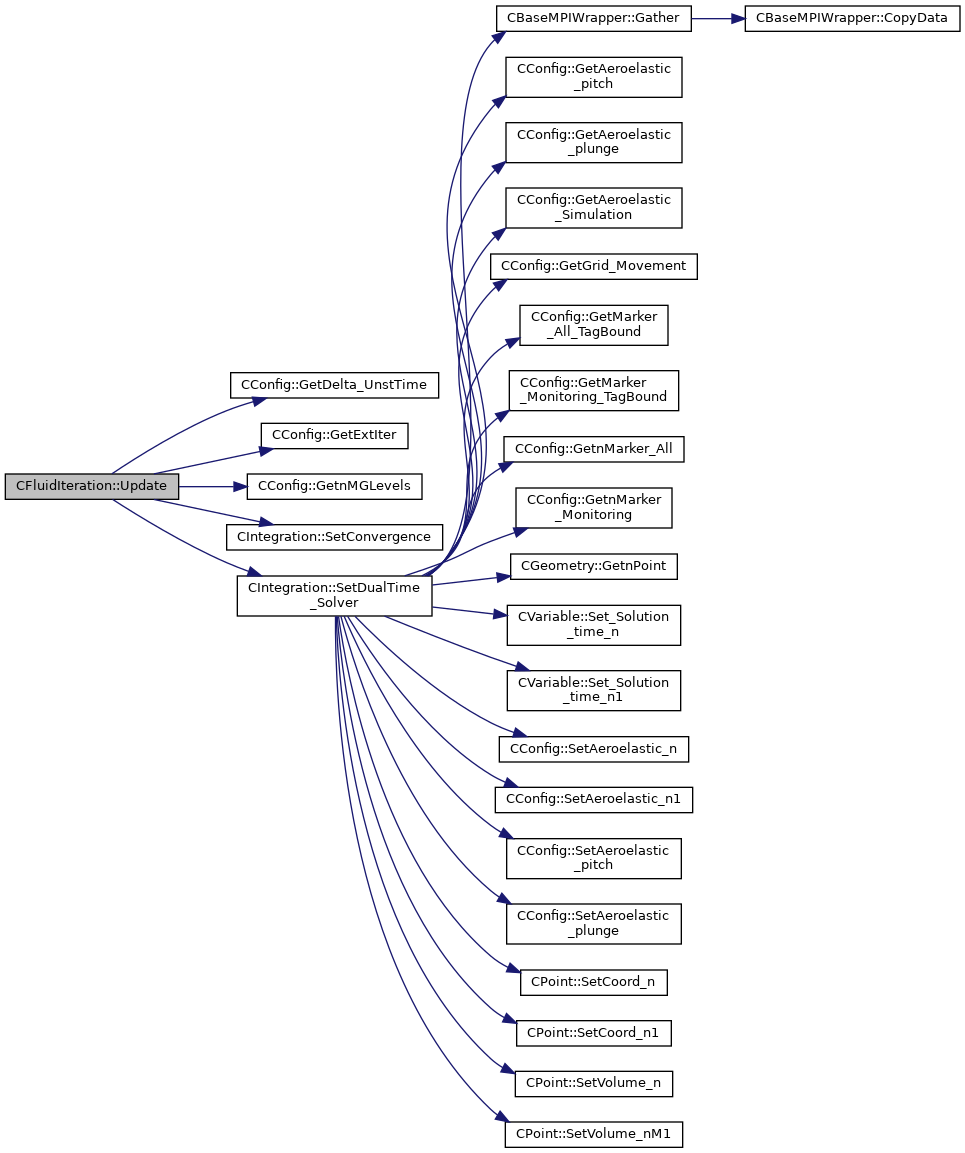 CBaseMPIWrapper::Gather
CBaseMPIWrapper::CopyData
CConfig::GetAeroelastic
_pitch
CConfig::GetAeroelastic
_plunge
CConfig::GetAeroelastic
_Simulation
CConfig::GetGrid_Movement
CConfig::GetMarker
_All_TagBound
CConfig::GetDelta_UnstTime
CConfig::GetMarker
_Monitoring_TagBound
CConfig::GetExtIter
CConfig::GetnMarker_All
CFluidIteration::Update
CConfig::GetnMGLevels
CConfig::GetnMarker
_Monitoring
CIntegration::SetConvergence
CGeometry::GetnPoint
CIntegration::SetDualTime
_Solver
CVariable::Set_Solution
_time_n
CVariable::Set_Solution
_time_n1
CConfig::SetAeroelastic_n
CConfig::SetAeroelastic_n1
CConfig::SetAeroelastic
_pitch
CConfig::SetAeroelastic
_plunge
CPoint::SetCoord_n
CPoint::SetCoord_n1
CPoint::SetVolume_n
CPoint::SetVolume_nM1